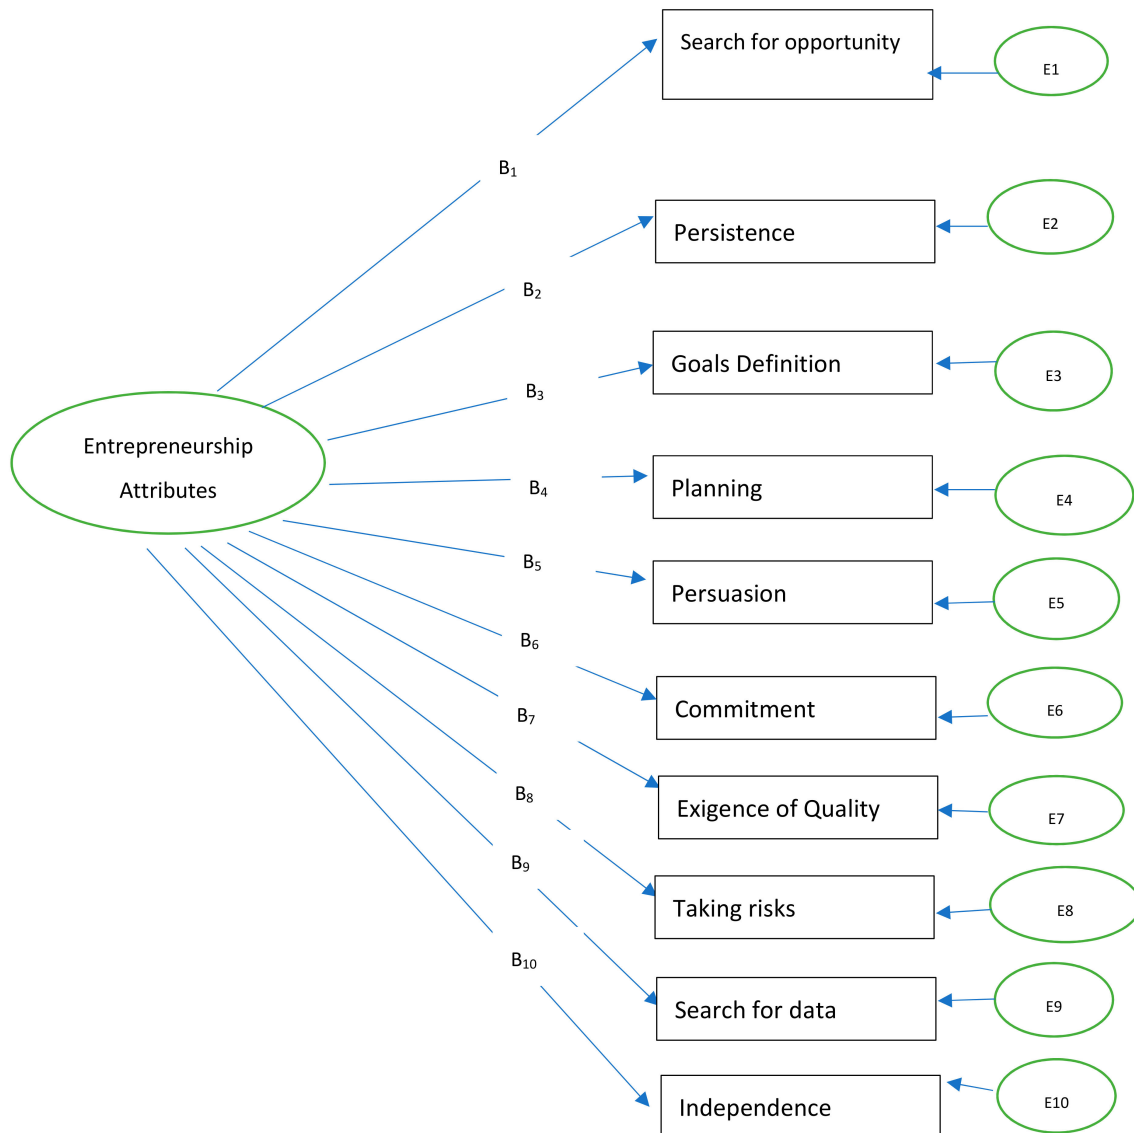 Search for opportunity
E1
B1
Persistence
E2
B2
Goals Definition
E3
B3
Entrepreneurship
Attributes
Planning
E4
B4
Persuasion
E5
B5
B6
Commitment
E6
B7
Exigence of Quality
E7
B8
Taking risks
E8
B9
Search for data
E9
B10
Independence
E10